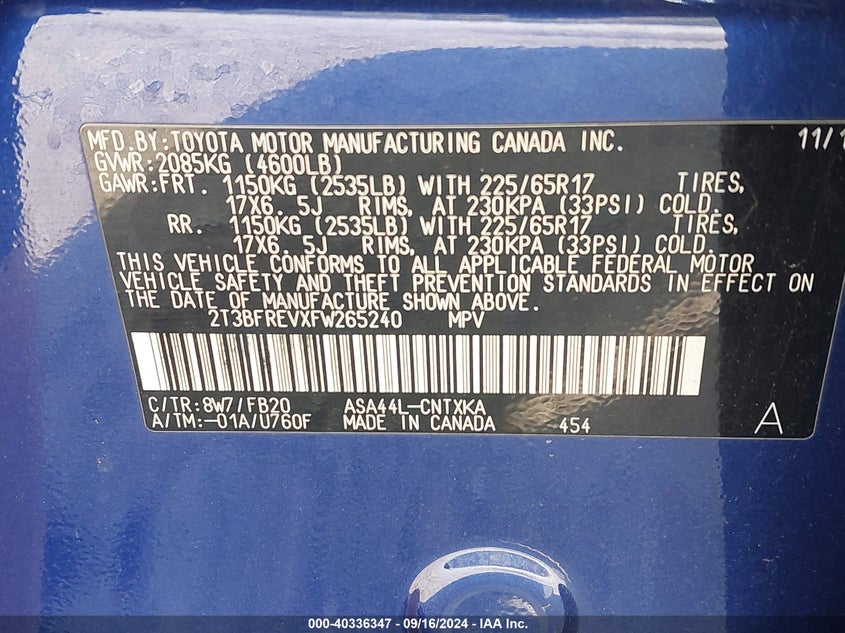 MFD.BY:TOYOTA MOTOR MANUFACTURING CANADA INC. 11/1
GVWR:2085KG (4600LB)
GAWR:FRT. 1150KG (2535LB) WITH 225/65R17 TIRES,
17X6.5J RIMS, AT 230KPA (33PSI) COLD.
RR. 1150KG (2535LB) WITH 225/65R17 TIRES,
17X6.5J RIMS, AT 230KPA (33PSI) COLD.
THIS VEHICLE CONFORMS TO ALL APPLICABLE FEDERAL MOTOR
VEHICLE SAFETY AND THEFT PREVENTION STANDARDS IN EFFECT ON
THE DATE OF MANUFACTURE SHOWN ABOVE.
2T3BFREVXFW265240 MPV
C/TR:8W7/FB20 ASA44L-CNTXKA
A/TM:-01A/U760F MADE IN CANADA 454 A
000-40336347 - 09/16/2024 - IAA Inc.